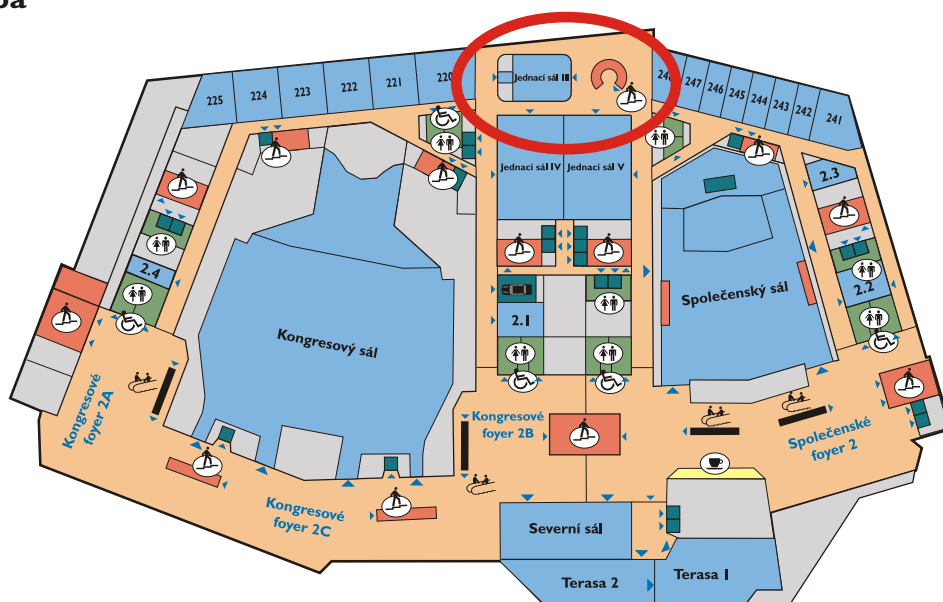 225
224
223
222
221
220
Jednací sál III
247
246
245
244
243
242
241
Jednací sál IV
Jednací sál V
2.3
2.4
2.2
2.1
Společenský sál
Kongresový sál
Kongresové
foyer 2A
Kongresové
foyer 2B
Společenské
foyer 2
Kongresové
foyer 2C
Severní sál
Terasa 2
Terasa 1